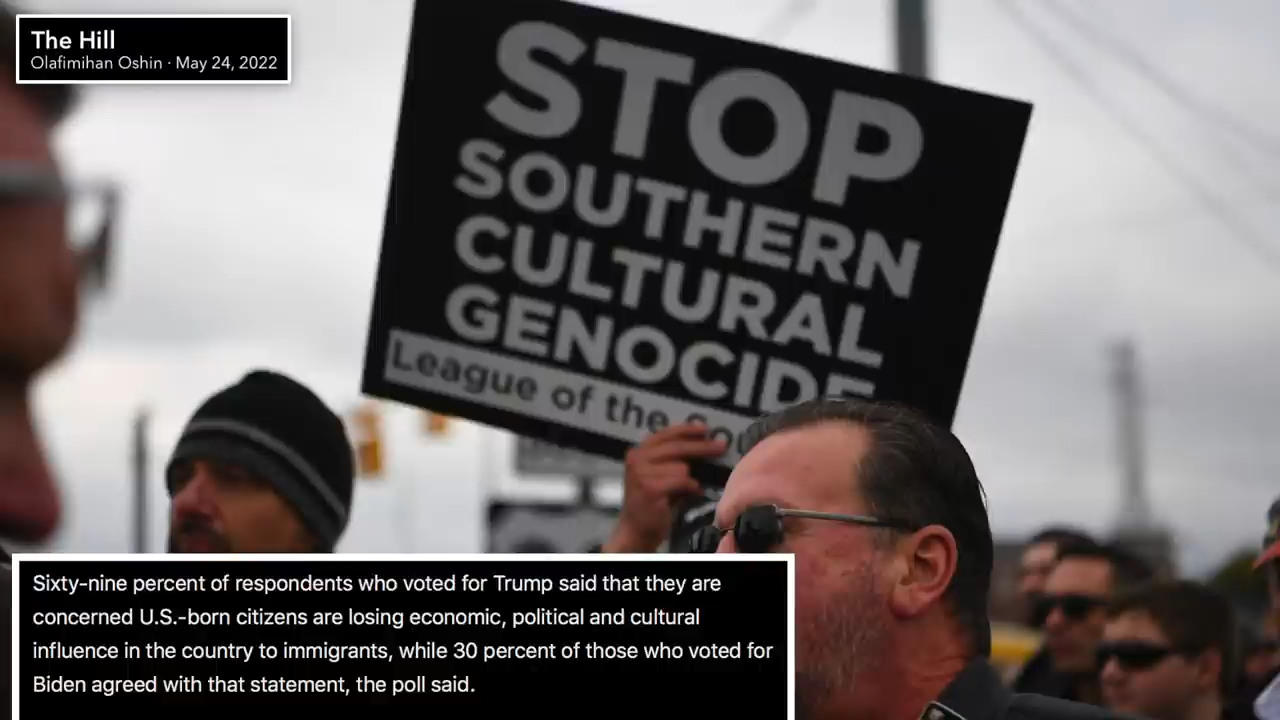 The Hill
Olafimihan Oshin · May 24, 2022
STOP
SOUTHERN
CULTURAL
GENOCIDE
League of the
Sixty-nine percent of respondents who voted for Trump said that they are
concerned U.S.-born citizens are losing economic, political and cultural
influence in the country to immigrants, while 30 percent of those who voted for
Biden agreed with that statement, the poll said.